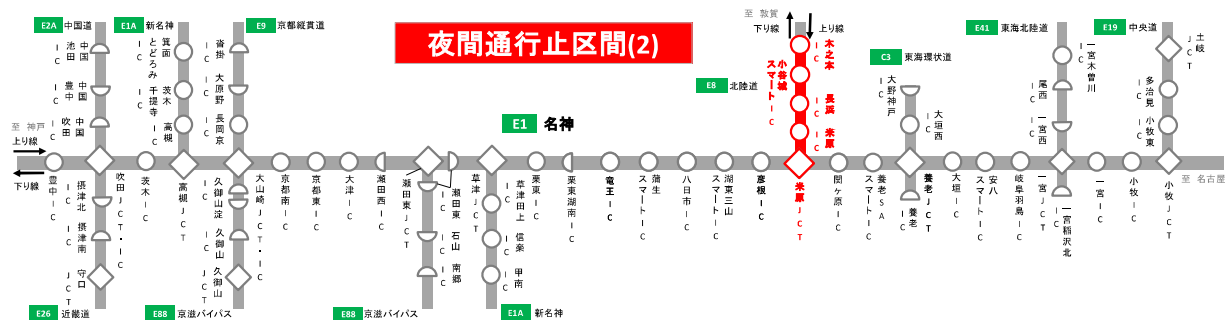 夜間通行止区間(2)
E2A 中国道
E1A 新名神
E9 京都縦貫道
E8 北陸道
C3 東海環状道
E41 東海北陸道
E19 中央道
E1 名神
至 敦賀
下り線
上り線
至 神戸
上り線
下り線
至 名古屋
中国池田IC
中国豊中IC
中国吹田IC
箕面とどろみIC
茨木千提寺IC
高槻IC
沓掛IC
大原野IC
長岡京IC
木之本IC
小谷城スマートIC
長浜IC
米原IC
大野神戸IC
大垣西IC
一宮木曽川IC
尾西IC
一宮西IC
土岐JCT
多治見IC
小牧東IC
豊中IC
吹田JCT・IC
茨木IC
高槻JCT
大山崎JCT・IC
京都南IC
京都東IC
大津IC
瀬田西IC
瀬田東JCT
瀬田東IC
草津JCT
栗東IC
栗東湖南IC
竜王IC
蒲生スマートIC
八日市IC
湖東三山スマートIC
彦根IC
米原JCT
関ヶ原IC
養老SAスマートIC
養老JCT
大垣IC
安八スマートIC
岐阜羽島IC
一宮JCT
一宮IC
小牧IC
小牧JCT
摂津北IC
摂津南IC
守口JCT
久御山淀IC
久御山IC
久御山JCT
石山IC
南郷IC
草津田上IC
信楽IC
甲南IC
養老IC
一宮稲沢北IC
E26 近畿道
E88 京滋バイパス
E88 京滋バイパス
E1A 新名神